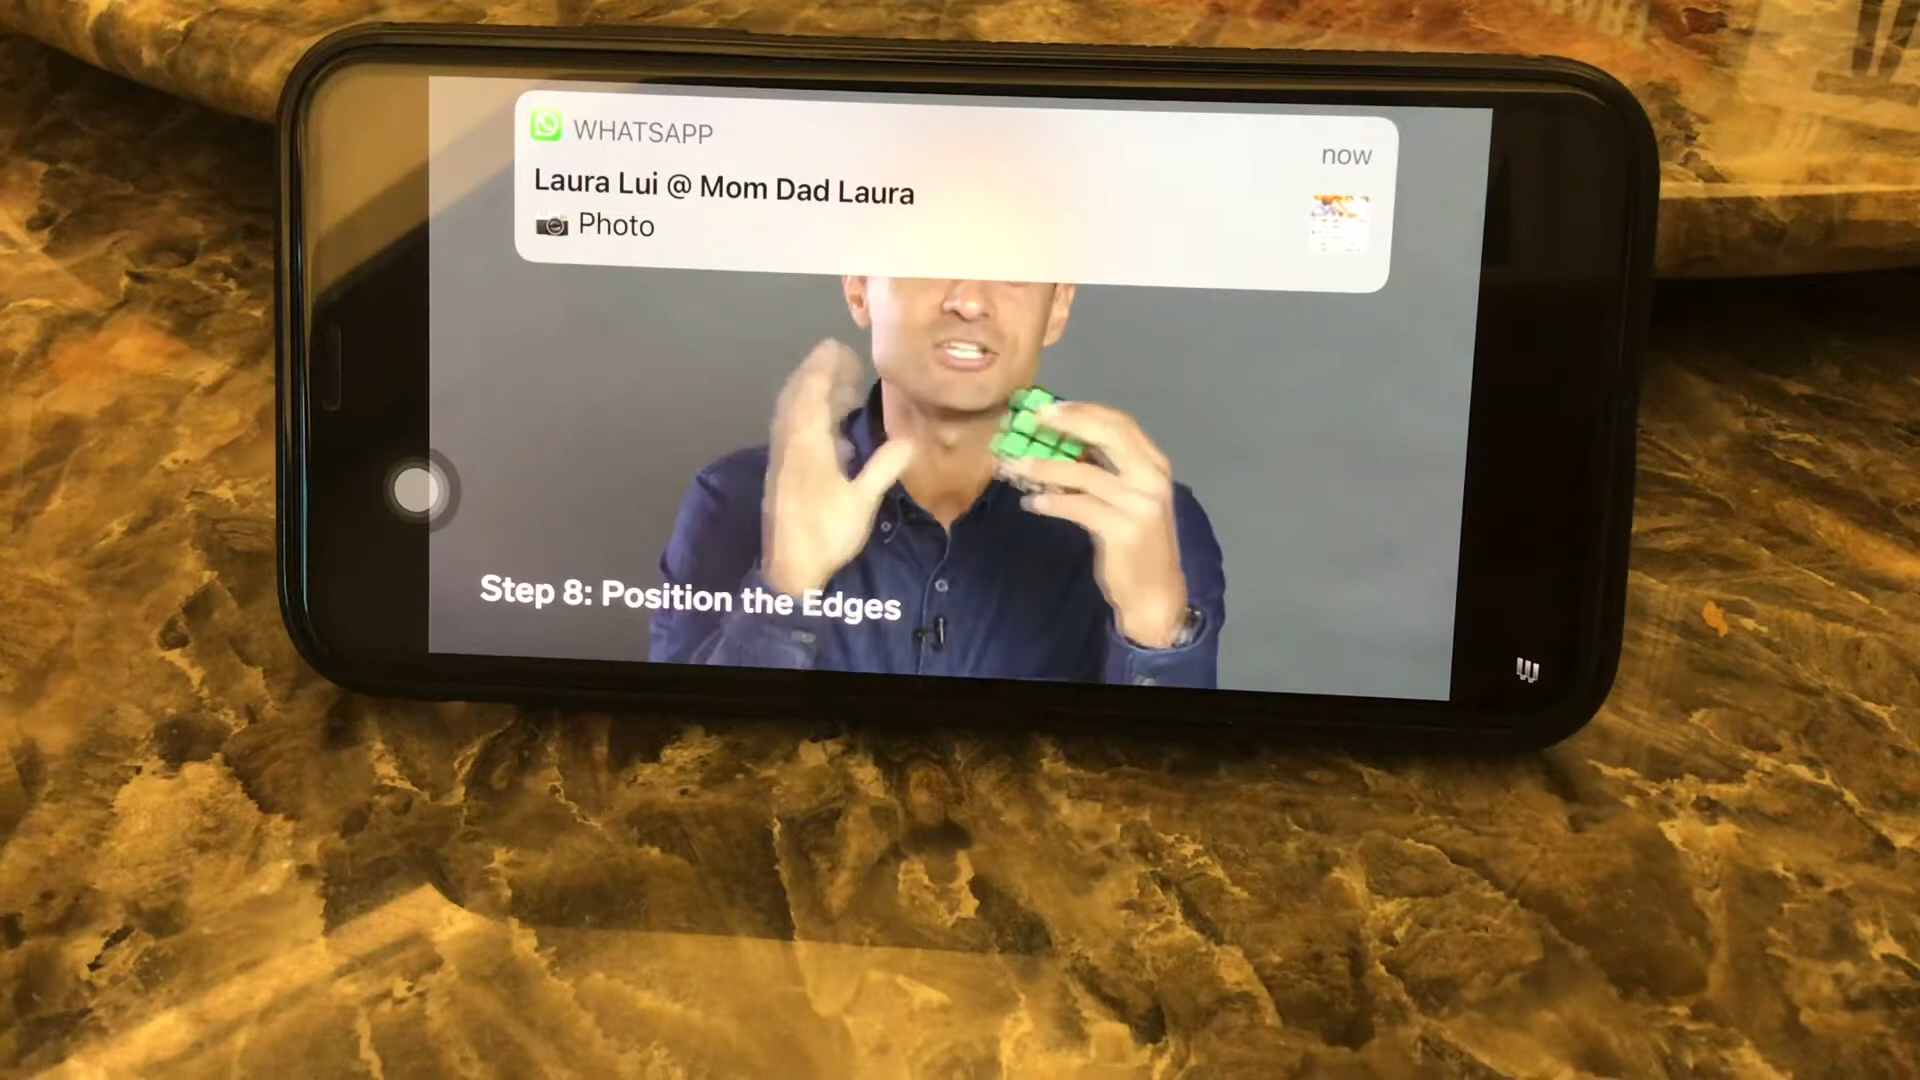 WHATSAPP
now
Laura Lui @ Mom Dad Laura
Photo
Step 8: Position the Edges